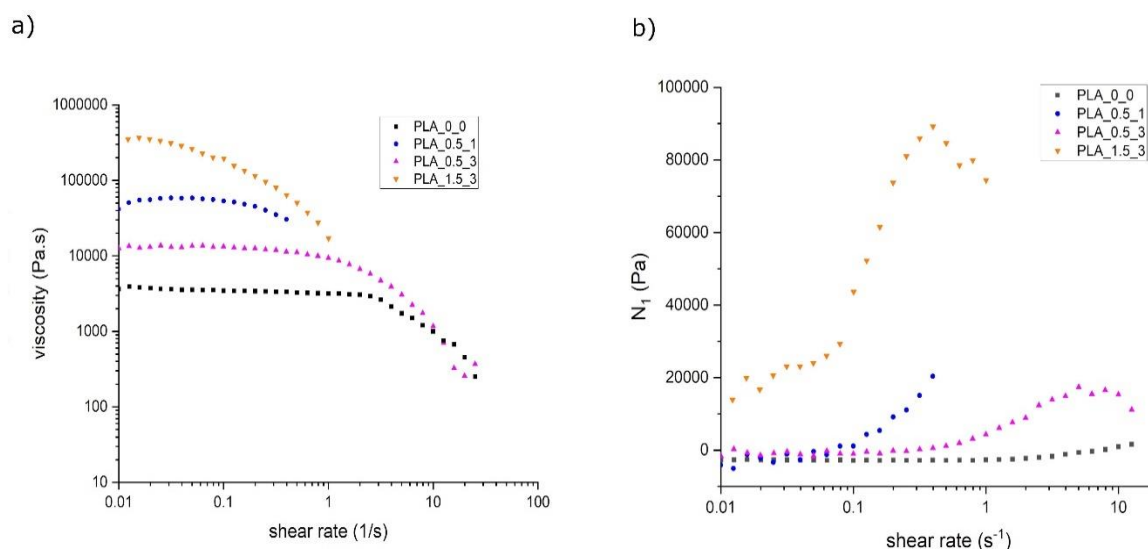 a)
viscosity (Pa.s)
1000000
100000
10000
1000
100
10
0.01
0.1
1
10
100
shear rate (1/s)
PLA_0_0
PLA_0.5_1
PLA_0.5_3
PLA_1.5_3
b)
N1 (Pa)
100000
80000
60000
40000
20000
0
0.01
0.1
1
10
shear rate (s-1)
PLA_0_0
PLA_0.5_1
PLA_0.5_3
PLA_1.5_3